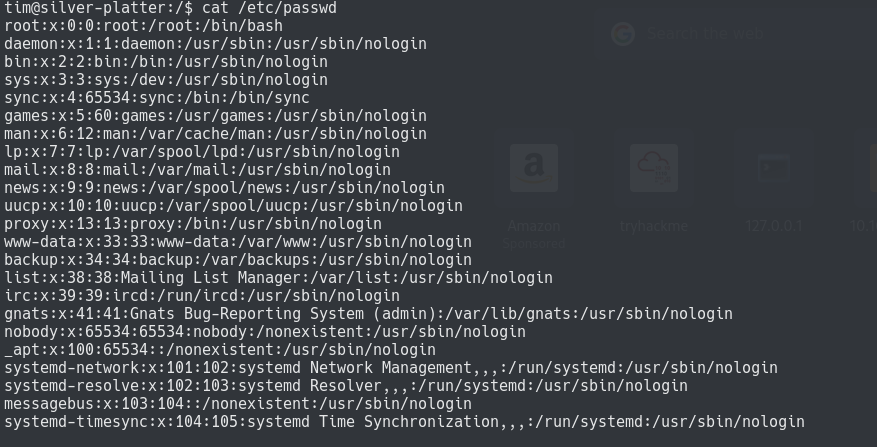 tim@silver-platter:/$ cat /etc/passwd
root:x:0:0:root:/root:/bin/bash
daemon:x:1:1:daemon:/usr/sbin:/usr/sbin/nologin
bin:x:2:2:bin:/bin:/usr/sbin/nologin
sys:x:3:3:sys:/dev:/usr/sbin/nologin
sync:x:4:65534:sync:/bin:/bin/sync
games:x:5:60:games:/usr/games:/usr/sbin/nologin
man:x:6:12:man:/var/cache/man:/usr/sbin/nologin
lp:x:7:7:lp:/var/spool/lpd:/usr/sbin/nologin
mail:x:8:8:mail:/var/mail:/usr/sbin/nologin
news:x:9:9:news:/var/spool/news:/usr/sbin/nologin
uucp:x:10:10:uucp:/var/spool/uucp:/usr/sbin/nologin
proxy:x:13:13:proxy:/bin:/usr/sbin/nologin
www-data:x:33:33:www-data:/var/www:/usr/sbin/nologin
backup:x:34:34:backup:/var/backups:/usr/sbin/nologin
list:x:38:38:Mailing List Manager:/var/list:/usr/sbin/nologin
irc:x:39:39:ircd:/run/ircd:/usr/sbin/nologin
gnats:x:41:41:Gnats Bug-Reporting System (admin):/var/lib/gnats:/usr/sbin/nologin
nobody:x:65534:65534:nobody:/nonexistent:/usr/sbin/nologin
_apt:x:100:65534::/nonexistent:/usr/sbin/nologin
systemd-network:x:101:102:systemd Network Management,,,:/run/systemd:/usr/sbin/nologin
systemd-resolve:x:102:103:systemd Resolver,,,:/run/systemd:/usr/sbin/nologin
messagebus:x:103:104::/nonexistent:/usr/sbin/nologin
systemd-timesync:x:104:105:systemd Time Synchronization,,,:/run/systemd:/usr/sbin/nologin
Search the web
Amazon
Sponsored
tryhackme
127.0.0.1